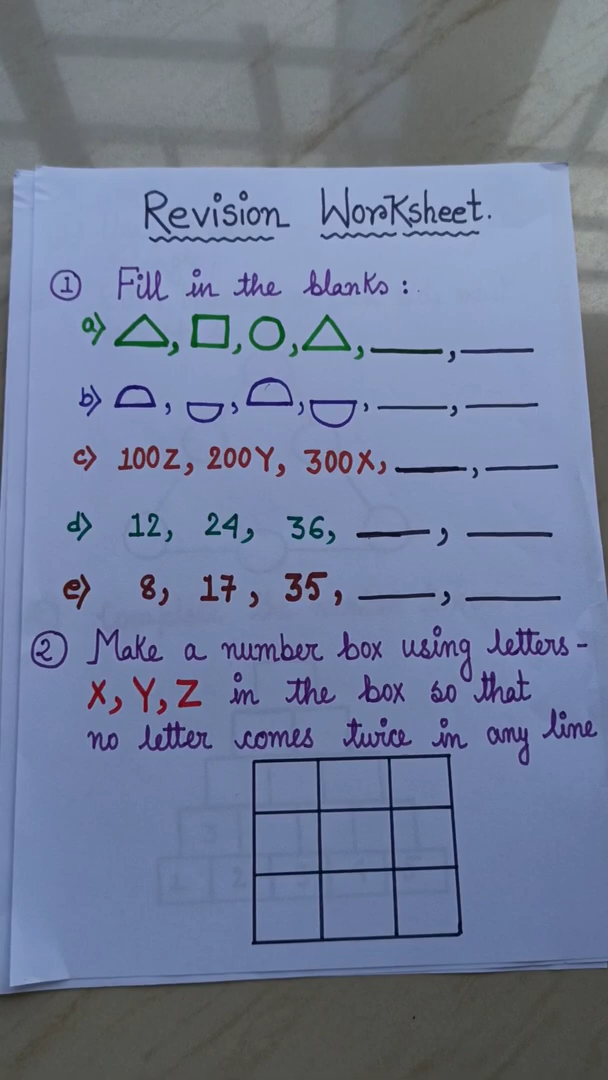 Revision Worksheet.
① Fill in the blanks :
a) △, □, ○, △, ___, ___
b) ___, ___
c) 100Z, 200Y, 300X, ___, ___
d) 12, 24, 36, ___, ___
e) 8, 17, 35, ___, ___
② Make a number box using letters -
X, Y, Z in the box so that
no letter comes twice in any line